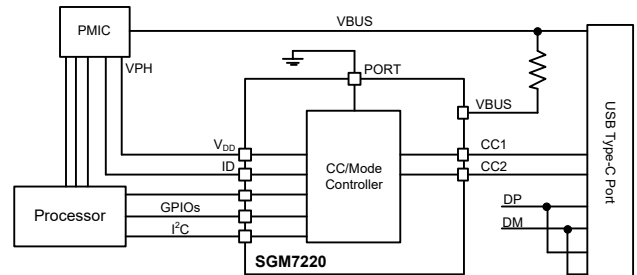 PMIC
VBUS
VPH
PORT
VBUS
V_DD
ID
CC/Mode
Controller
CC1
CC2
USB Type-C Port
Processor
GPIOs
I²C
DP
DM
SGM7220